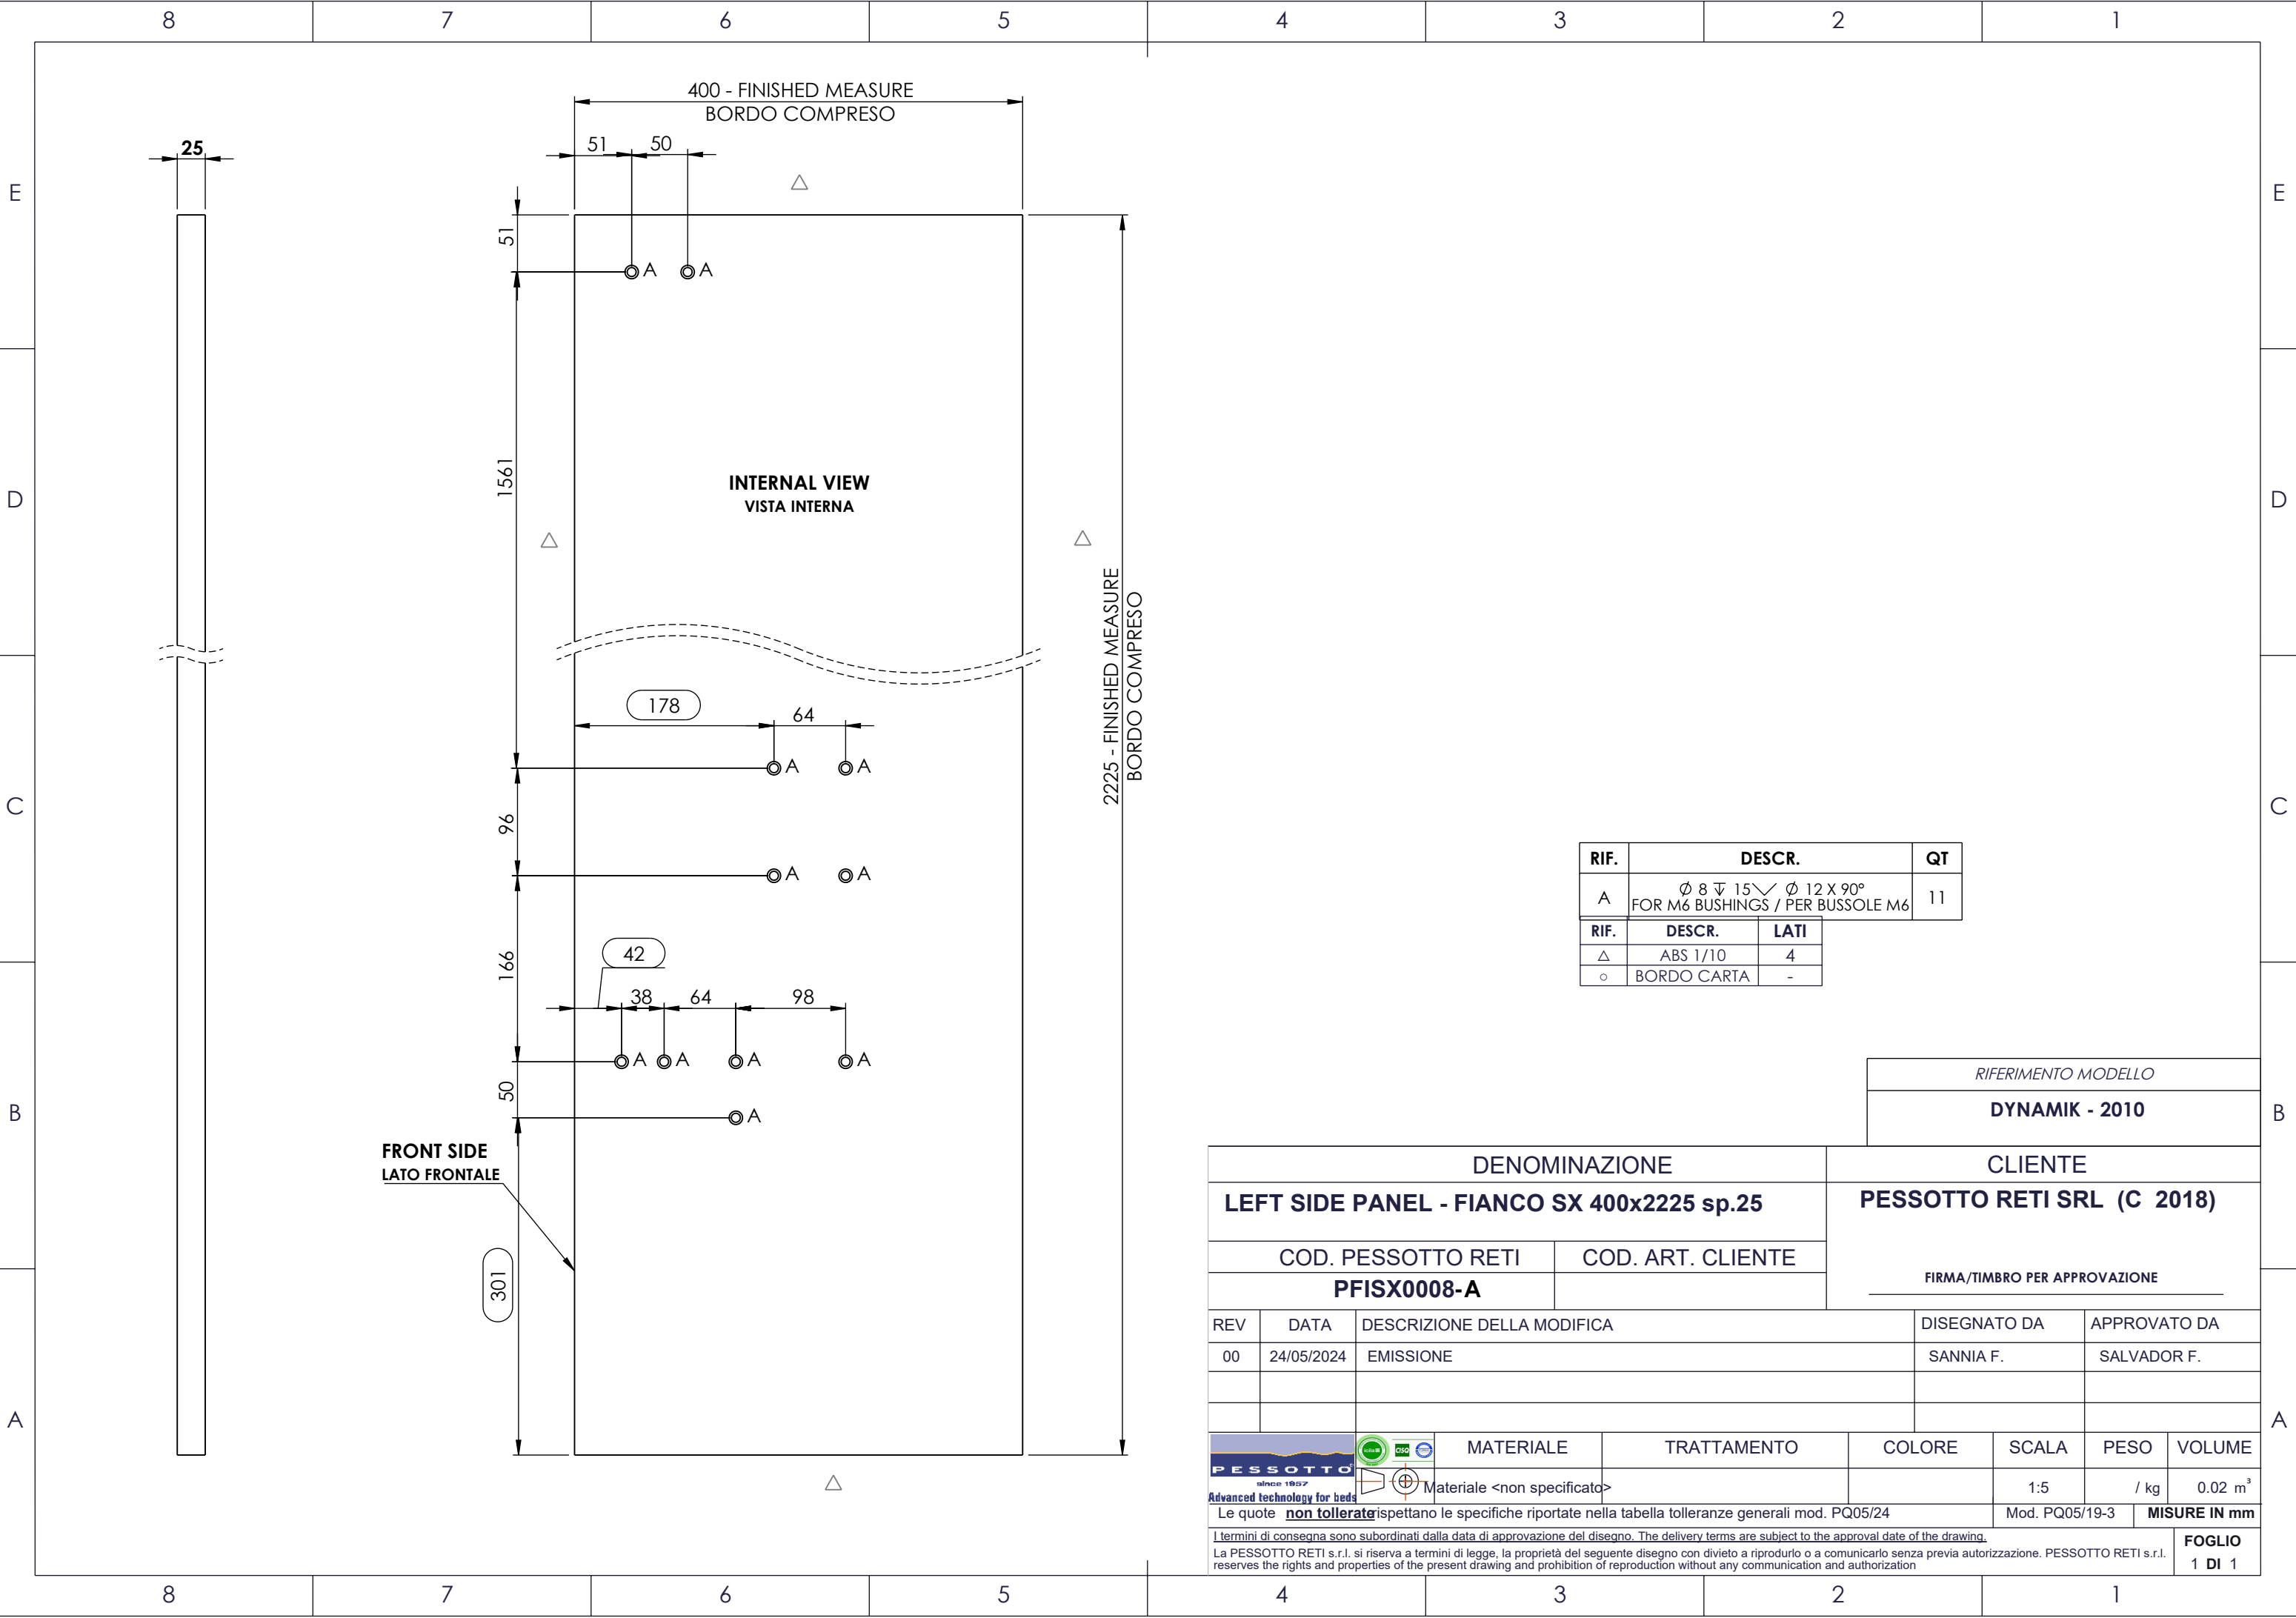 8 7 6 5 4 3 2 1
E E
D D
C C
B B
A A
400 - FINISHED MEASURE
BORDO COMPRESO
25
51 50
51
A A
1561
INTERNAL VIEW
VISTA INTERNA
2225 - FINISHED MEASURE
BORDO COMPRESO
178 64
A A
96
A A
166
42
38 64 98
A A A A
50
A
FRONT SIDE
LATO FRONTALE
301
RIF. DESCR. QT
A Ø 8 ↧ 15 ⌵ Ø 12 X 90° 11
FOR M6 BUSHINGS / PER BUSSOLE M6
RIF. DESCR. LATI
△ ABS 1/10 4
○ BORDO CARTA -
RIFERIMENTO MODELLO
DYNAMIK - 2010
DENOMINAZIONE CLIENTE
LEFT SIDE PANEL - FIANCO SX 400x2225 sp.25 PESSOTTO RETI SRL (C 2018)
COD. PESSOTTO RETI COD. ART. CLIENTE
PFISX0008-A
FIRMA/TIMBRO PER APPROVAZIONE
REV DATA DESCRIZIONE DELLA MODIFICA DISEGNATO DA APPROVATO DA
00 24/05/2024 EMISSIONE SANNIA F. SALVADOR F.
PESSOTTO
since 1957
Advanced technology for beds
CISQ
MATERIALE TRATTAMENTO COLORE SCALA PESO VOLUME
Materiale <non specificato> 1:5 / kg 0.02 m³
Le quote non tollerate rispettano le specifiche riportate nella tabella tolleranze generali mod. PQ05/24 Mod. PQ05/19-3 MISURE IN mm
I termini di consegna sono subordinati dalla data di approvazione del disegno. The delivery terms are subject to the approval date of the drawing.
La PESSOTTO RETI s.r.l. si riserva a termini di legge, la proprietà del seguente disegno con divieto a riprodurlo o a comunicarlo senza previa autorizzazione. PESSOTTO RETI s.r.l.
reserves the rights and properties of the present drawing and prohibition of reproduction without any communication and authorization
FOGLIO
1 DI 1
8 7 6 5 4 3 2 1